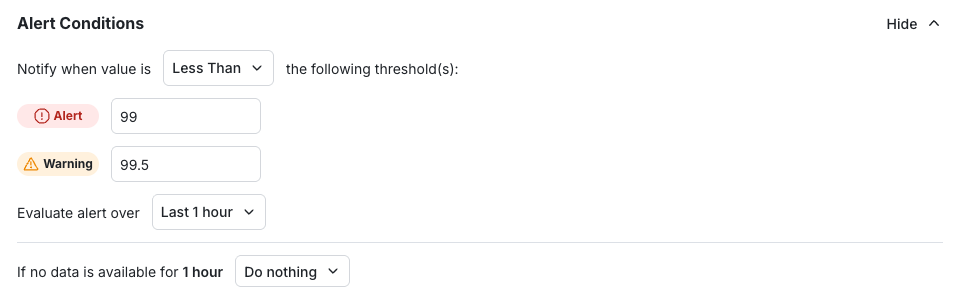 Alert Conditions Hide
Notify when value is Less Than the following threshold(s):
Alert 99
Warning 99.5
Evaluate alert over Last 1 hour
If no data is available for 1 hour Do nothing